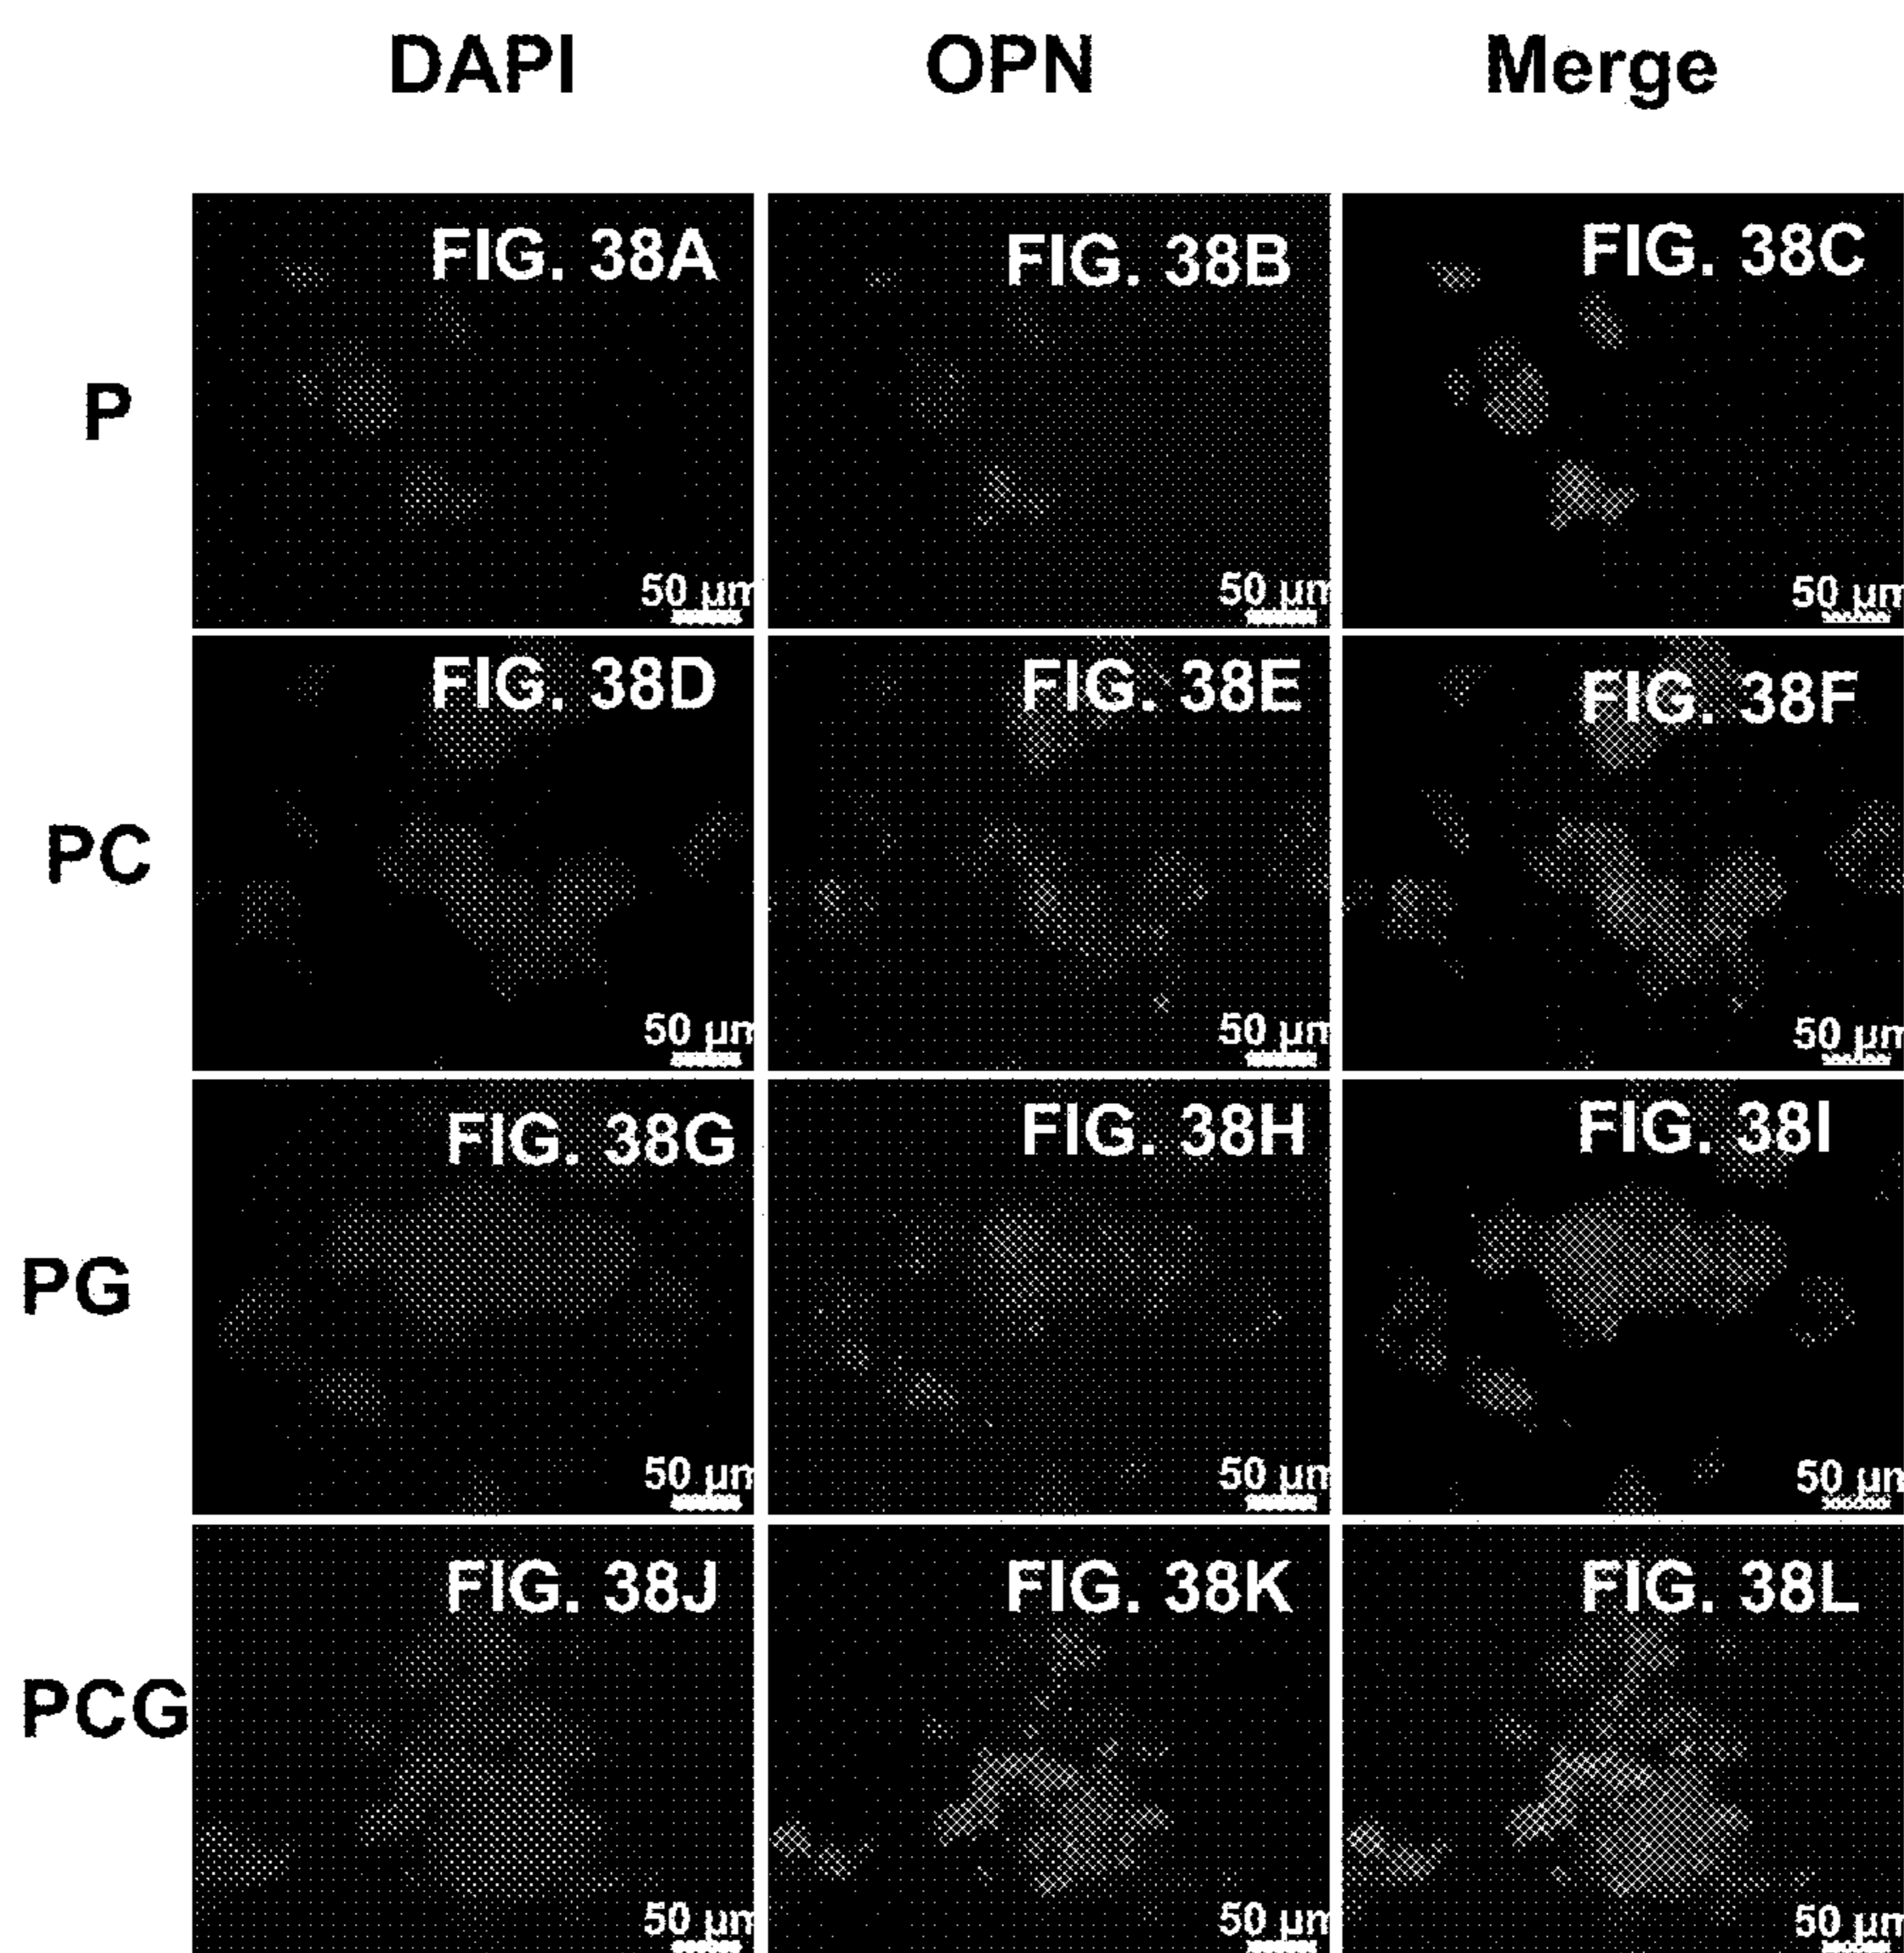 DAPI OPN Merge
P
FIG. 38A FIG. 38B FIG. 38C
50 μm 50 μm 50 μm
PC
FIG. 38D FIG. 38E FIG. 38F
50 μm 50 μm 50 μm
PG
FIG. 38G FIG. 38H FIG. 38I
50 μm 50 μm 50 μm
PCG
FIG. 38J FIG. 38K FIG. 38L
50 μm 50 μm 50 μm